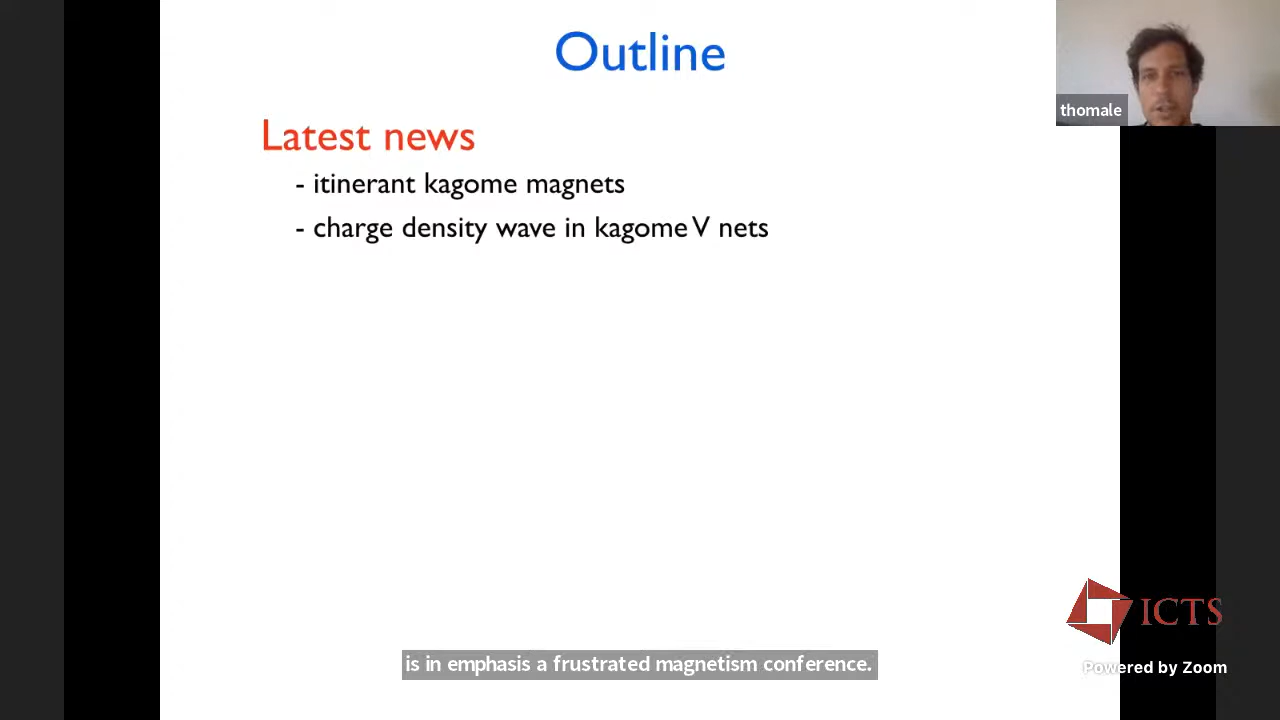 Outline
thomale
Latest news
- itinerant kagome magnets
- charge density wave in kagome V nets
ICTS
is in emphasis a frustrated magnetism conference.
Powered by Zoom